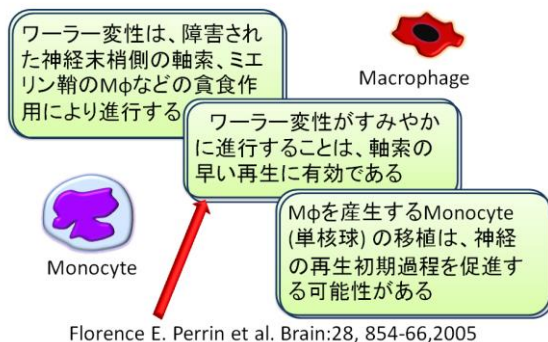 ワーラー変性は、障害され
た神経末梢側の軸索、ミエ
リン鞘のMφなどの貪食作
用により進行する
Macrophage
ワーラー変性がすみやか
に進行することは、軸索の
早い再生に有効である
Monocyte
Mφを産生するMonocyte
(単核球) の移植は、神経
の再生初期過程を促進す
る可能性がある
Florence E. Perrin et al. Brain:28, 854-66,2005